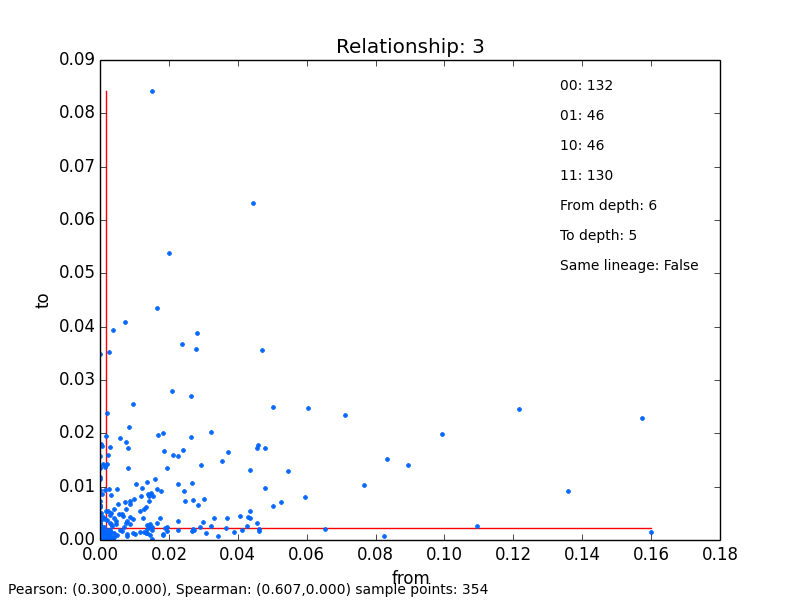 Relationship: 3
0.09
0.08
0.07
0.06
0.05
0.04
0.03
0.02
0.01
0.00
to
00: 132
01: 46
10: 46
11: 130
From depth: 6
To depth: 5
Same lineage: False
0.00 0.02 0.04 0.06 0.08 0.10 0.12 0.14 0.16 0.18
from
Pearson: (0.300,0.000), Spearman: (0.607,0.000) sample points: 354